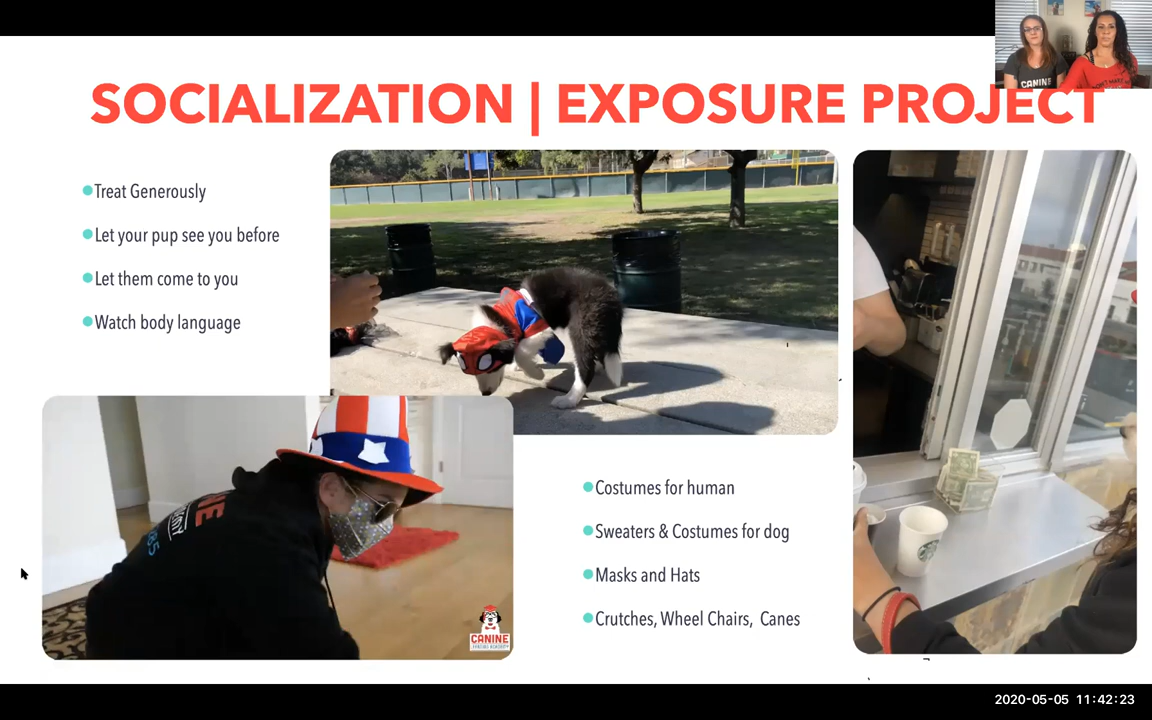 CANINE
SOCIALIZATION | EXPOSURE PROJECT
Treat Generously
Let your pup see you before
Let them come to you
Watch body language
Costumes for human
Sweaters & Costumes for dog
Masks and Hats
Crutches, Wheel Chairs, Canes
CANINE
2020-05-05 11:42:23